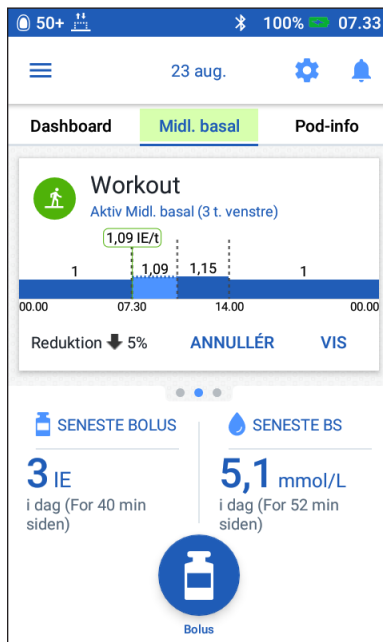 50+ 100% 07.33
23 aug.
Dashboard Midl. basal Pod-info
Workout
Aktiv Midl. basal (3 t. venstre)
1,09 IE/t
1 1,09 1,15 1
00.00 07.30 14.00 00.00
Reduktion 5% ANNULLÉR VIS
SENESTE BOLUS
3 IE
i dag (For 40 min
siden)
SENESTE BS
5,1 mmol/L
i dag (For 52 min
siden)
Bolus